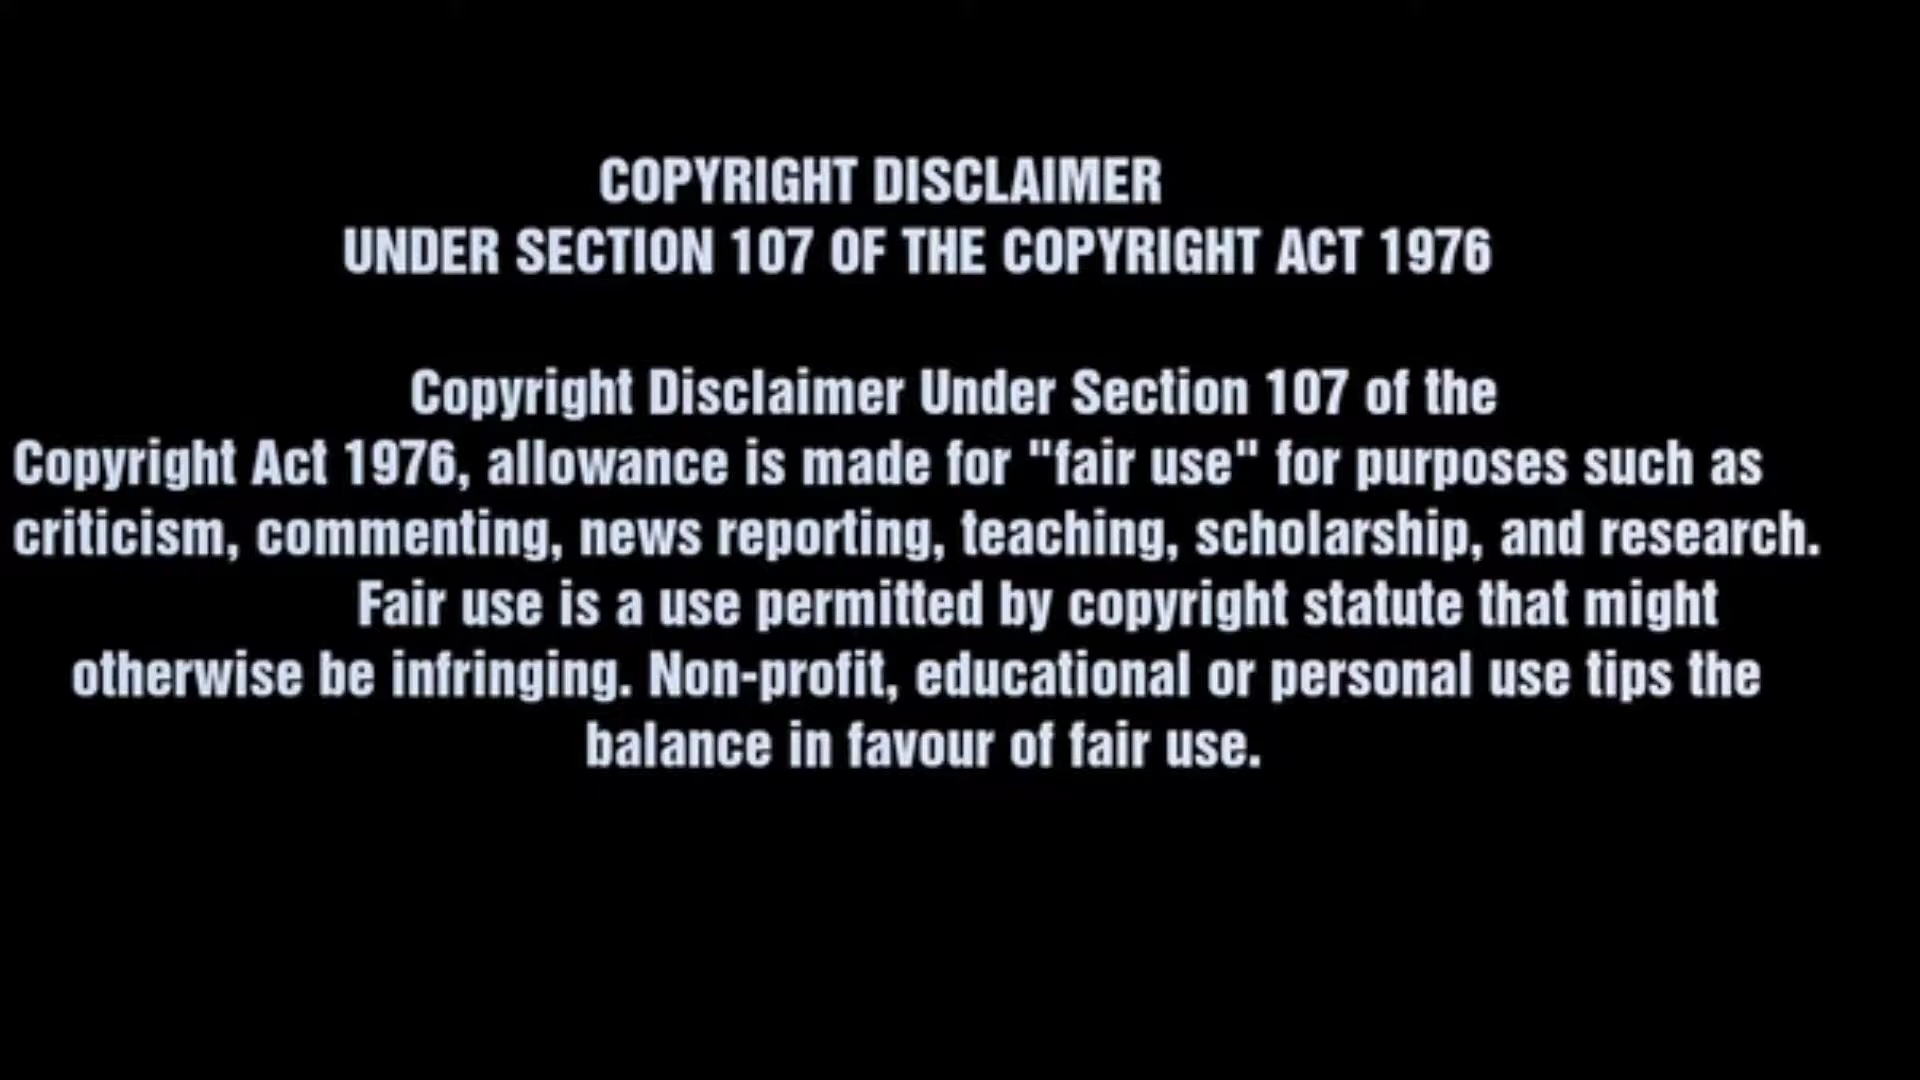 COPYRIGHT DISCLAIMER
UNDER SECTION 107 OF THE COPYRIGHT ACT 1976
Copyright Disclaimer Under Section 107 of the
Copyright Act 1976, allowance is made for "fair use" for purposes such as
criticism, commenting, news reporting, teaching, scholarship, and research.
Fair use is a use permitted by copyright statute that might
otherwise be infringing. Non-profit, educational or personal use tips the
balance in favour of fair use.